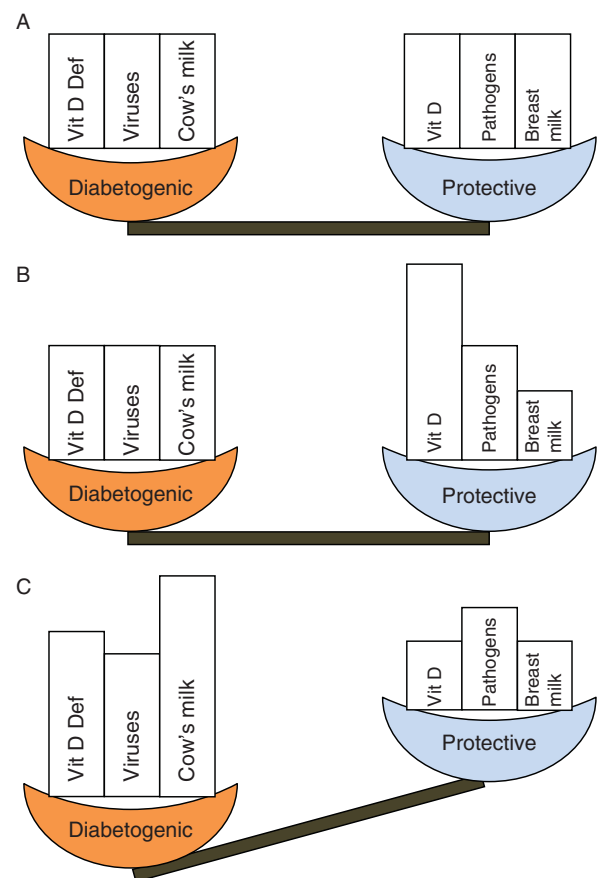 A
Vit D Def
Viruses
Cow's milk
Diabetogenic
Vit D
Pathogens
Breast
milk
Protective
B
Vit D Def
Viruses
Cow's milk
Diabetogenic
Vit D
Pathogens
Breast
milk
Protective
C
Vit D Def
Viruses
Cow's milk
Diabetogenic
Vit D
Pathogens
Breast
milk
Protective